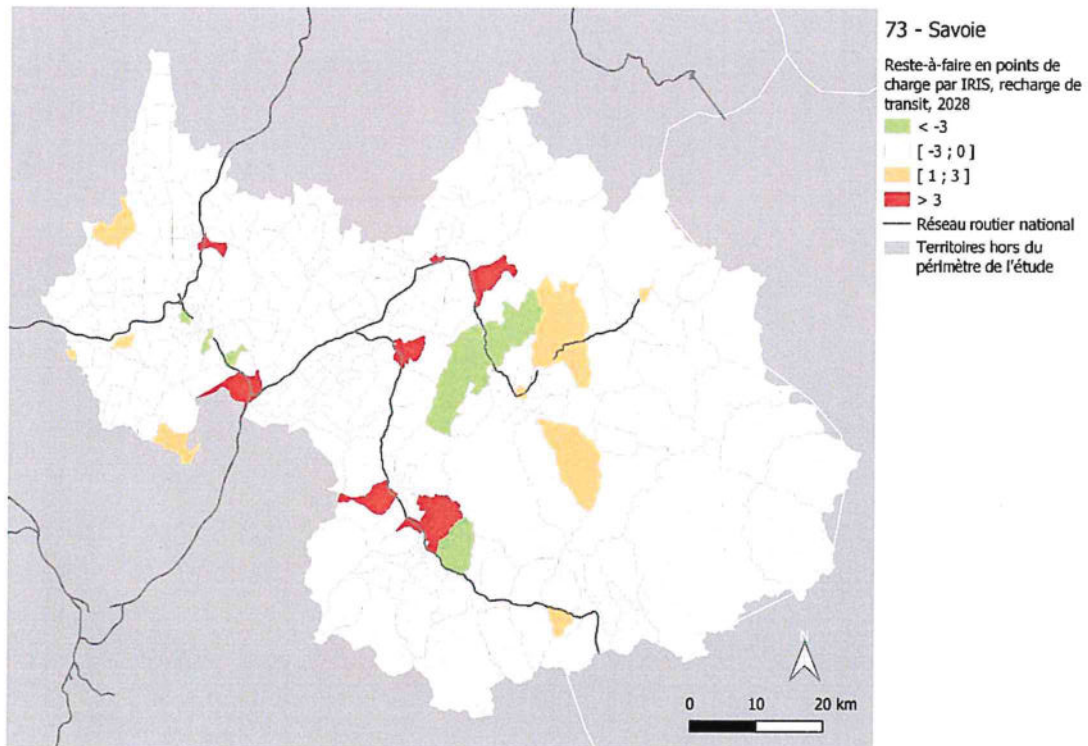 73 - Savoie
Reste-à-faire en points de
charge par IRIS, recharge de
transit, 2028
< -3
[ -3 ; 0]
[ 1 ; 3 ]
> 3
Réseau routier national
Territoires hors du
périmètre de l'étude
N
0 10 20 km